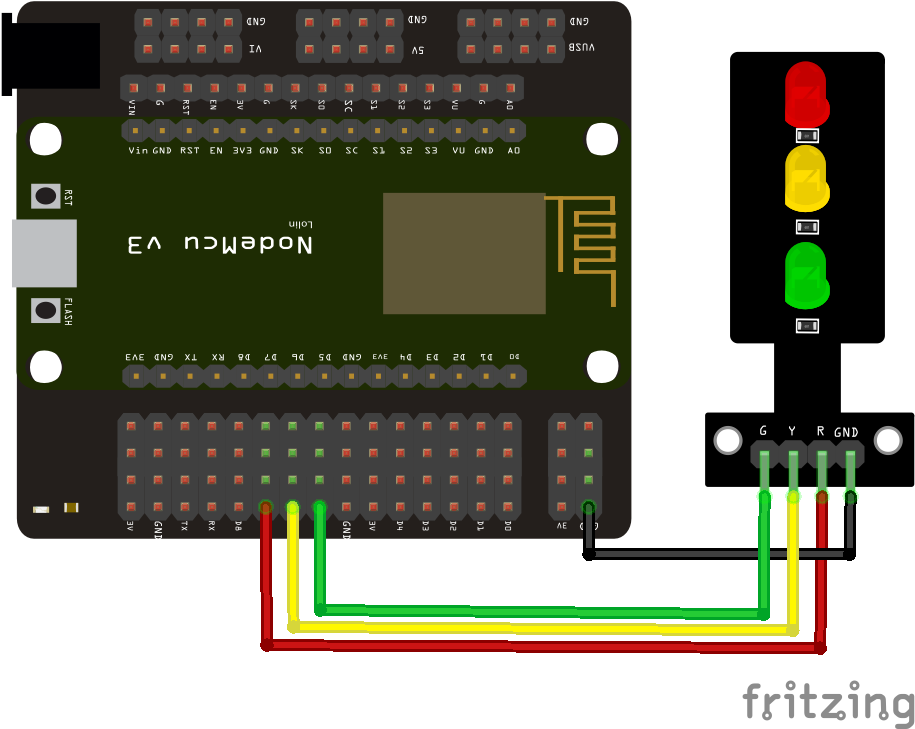 GND GND GND
VI 5V VUSB
VIN G RST EN 3V G SK SO SC S1 S2 S3 VU G AO
Vin GND RST EN 3V3 GND SK SO SC S1 S2 S3 VU GND AO
RST
Lolin
NodeMcu v3
FLASH
3V3 GND TX RX D8 D7 D6 D5 GND 3V3 D4 D3 D2 D1 D0
G Y R GND
3V GND TX RX D8 GND 3V D4 D3 D2 D1 D0 3V
fritzing